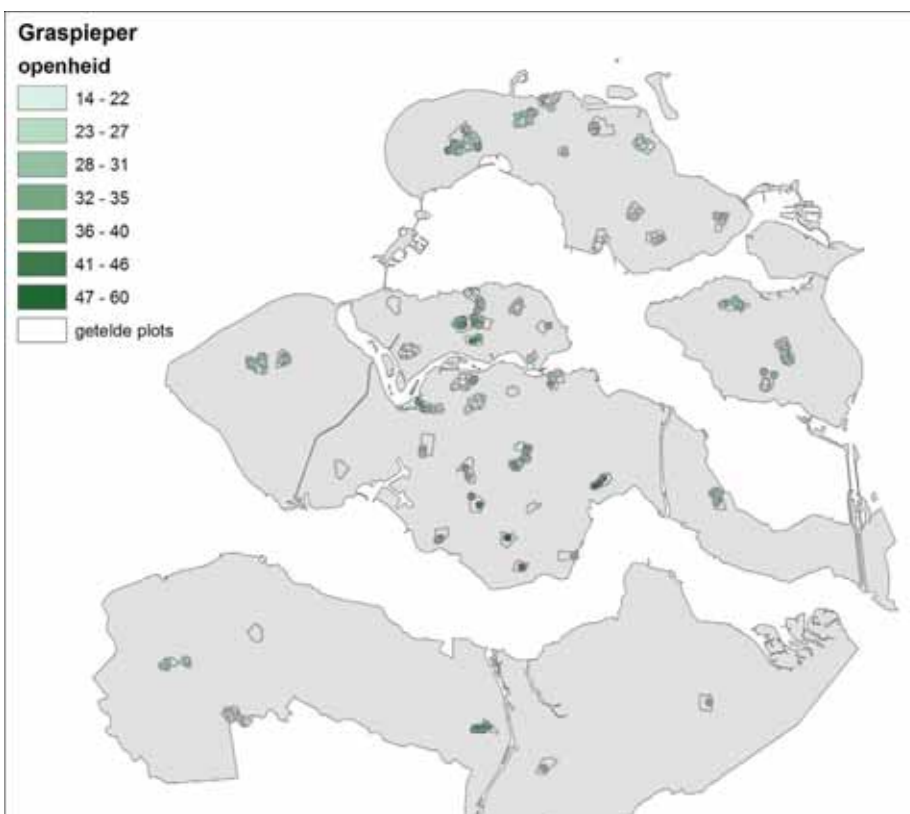 Graspieper
openheid
14 - 22
23 - 27
28 - 31
32 - 35
36 - 40
41 - 46
47 - 60
getelde plots